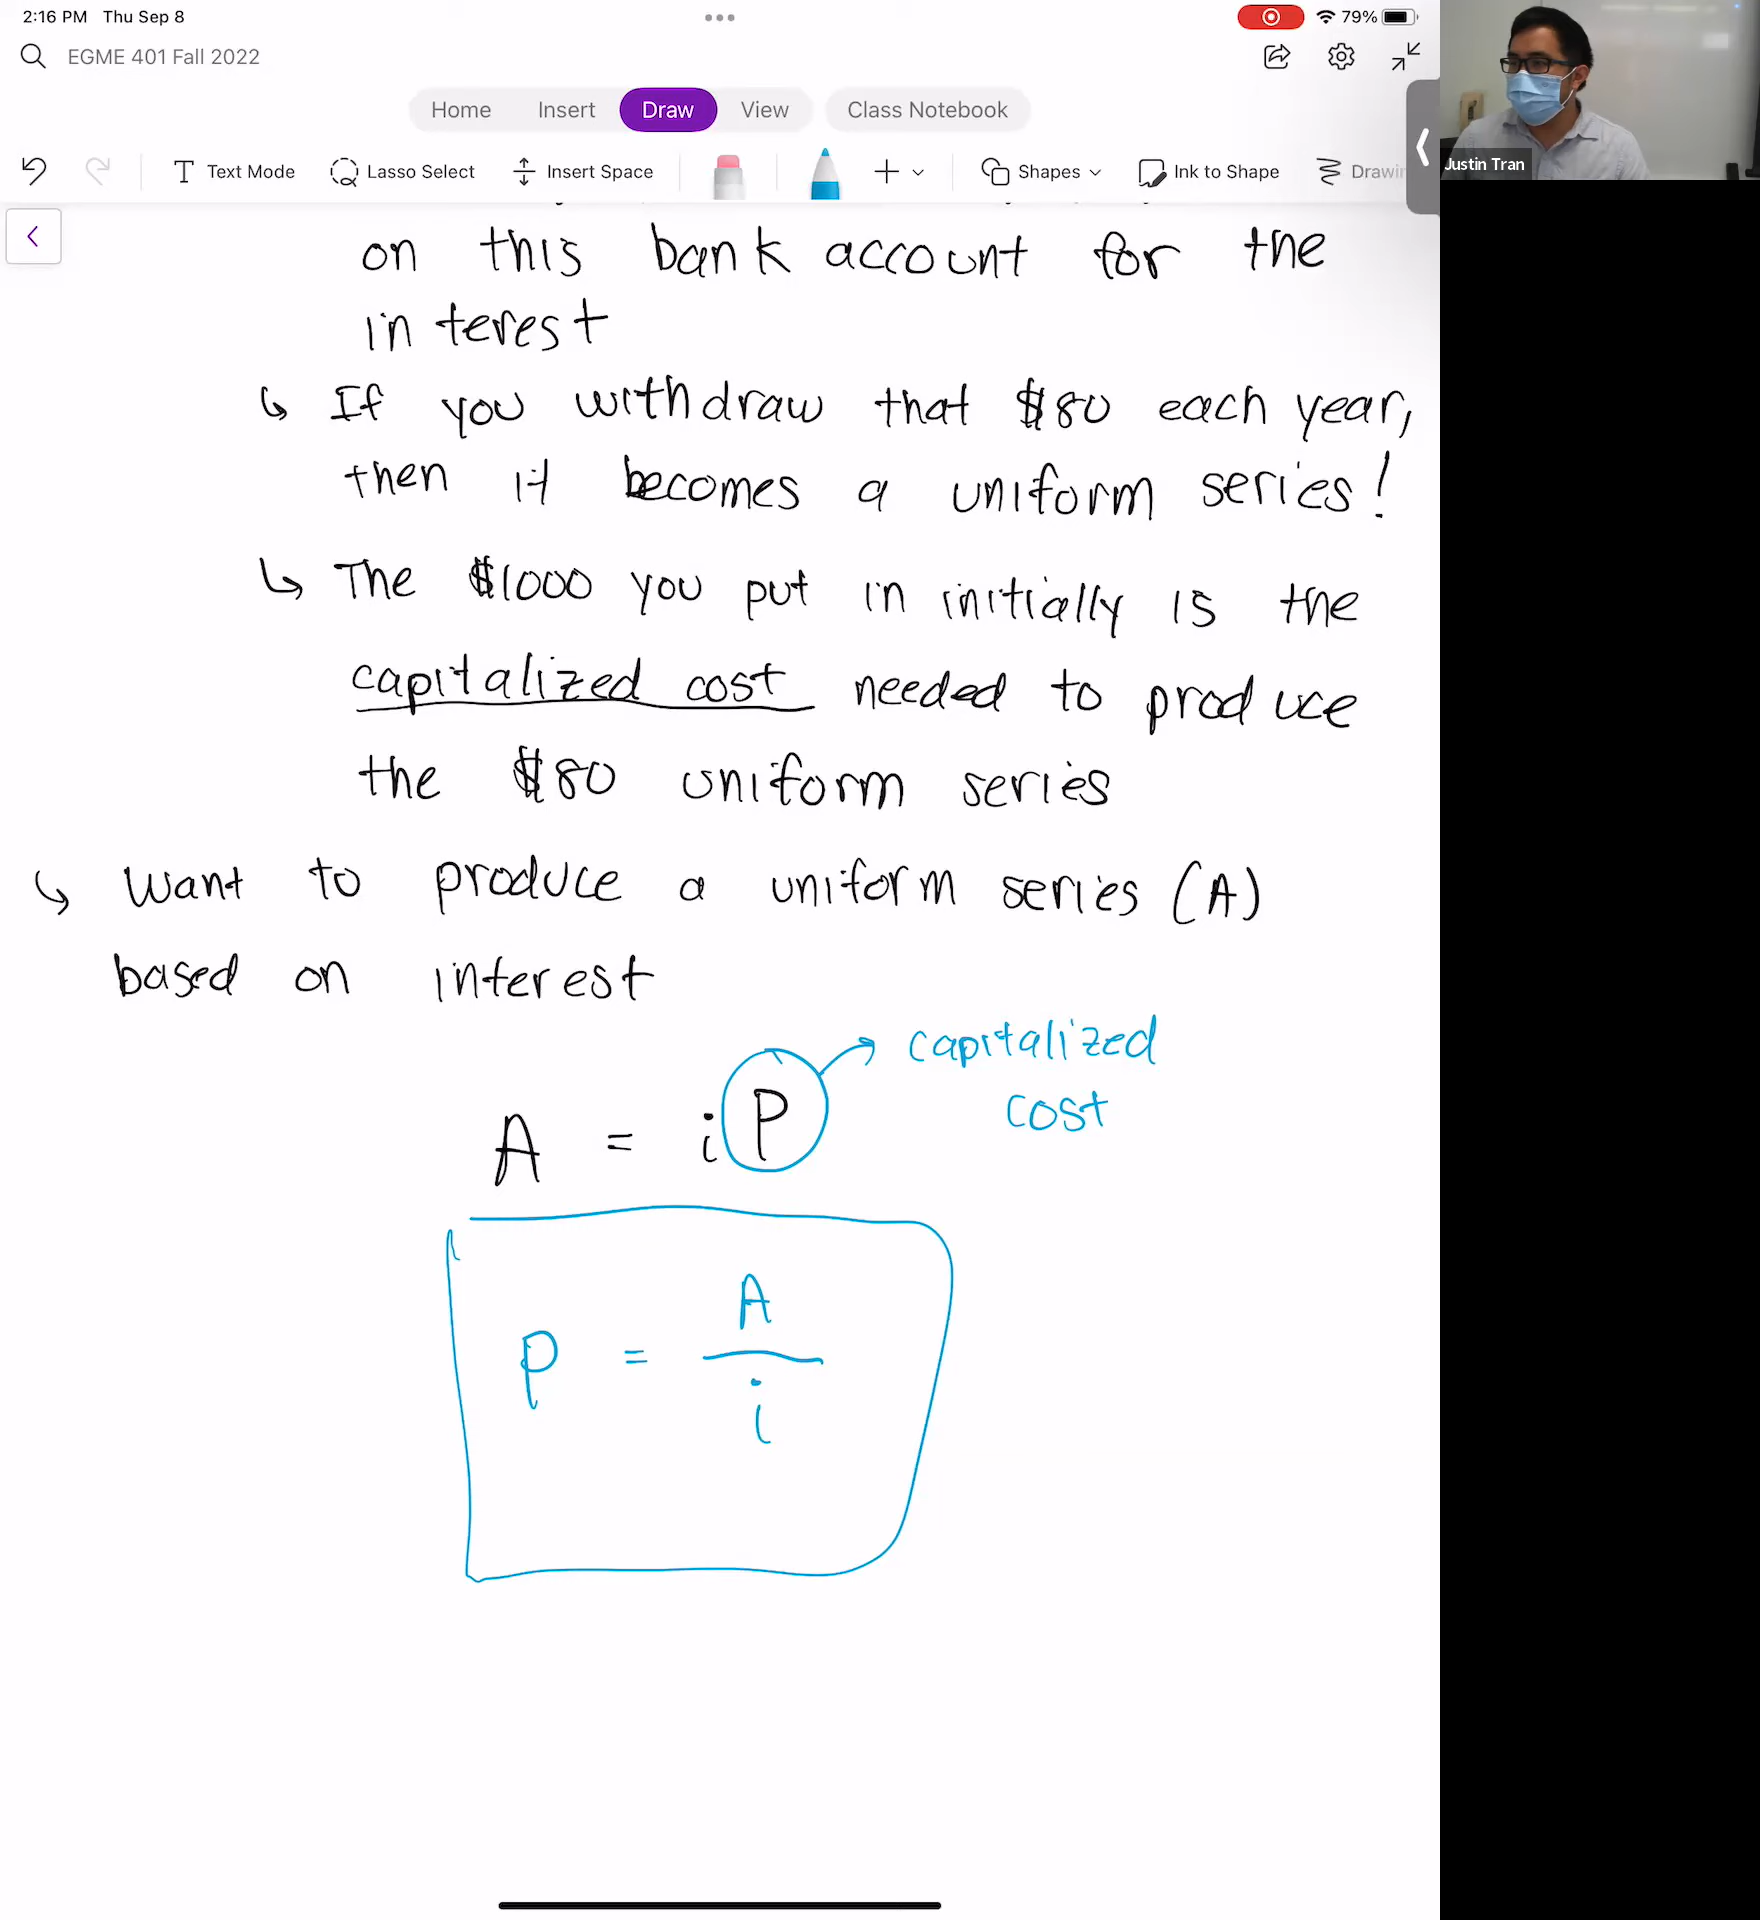 2:16 PM Thu Sep 8
79%
EGME 401 Fall 2022
Home Insert Draw View Class Notebook
Text Mode Lasso Select Insert Space Shapes Ink to Shape Drawi
Justin Tran
on this bank account for the
interest
↳ If you withdraw that $80 each year,
then it becomes a uniform series!
↳ The $1000 you put in initially is the
capitalized cost needed to produce
the $80 uniform series
↳ Want to produce a uniform series (A)
based on interest
capitalized
cost
A = iP
P = A / i